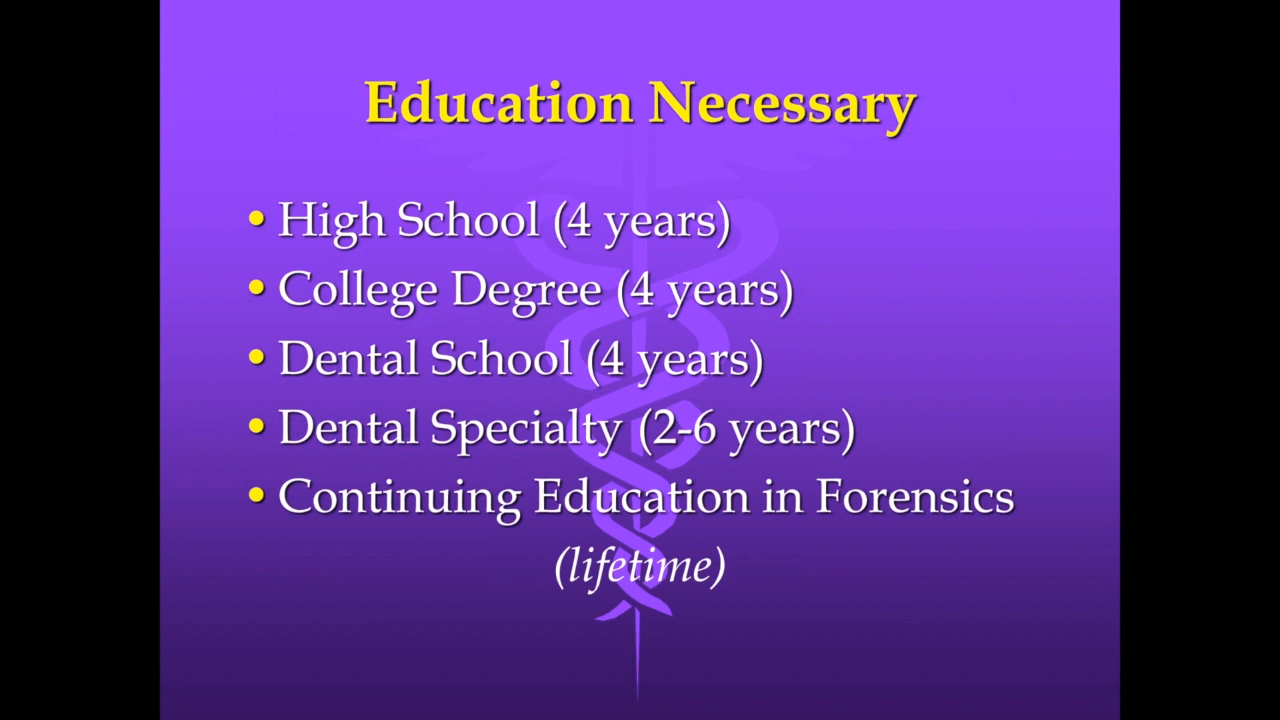 Education Necessary
• High School (4 years)
• College Degree (4 years)
• Dental School (4 years)
• Dental Specialty (2-6 years)
• Continuing Education in Forensics
(lifetime)